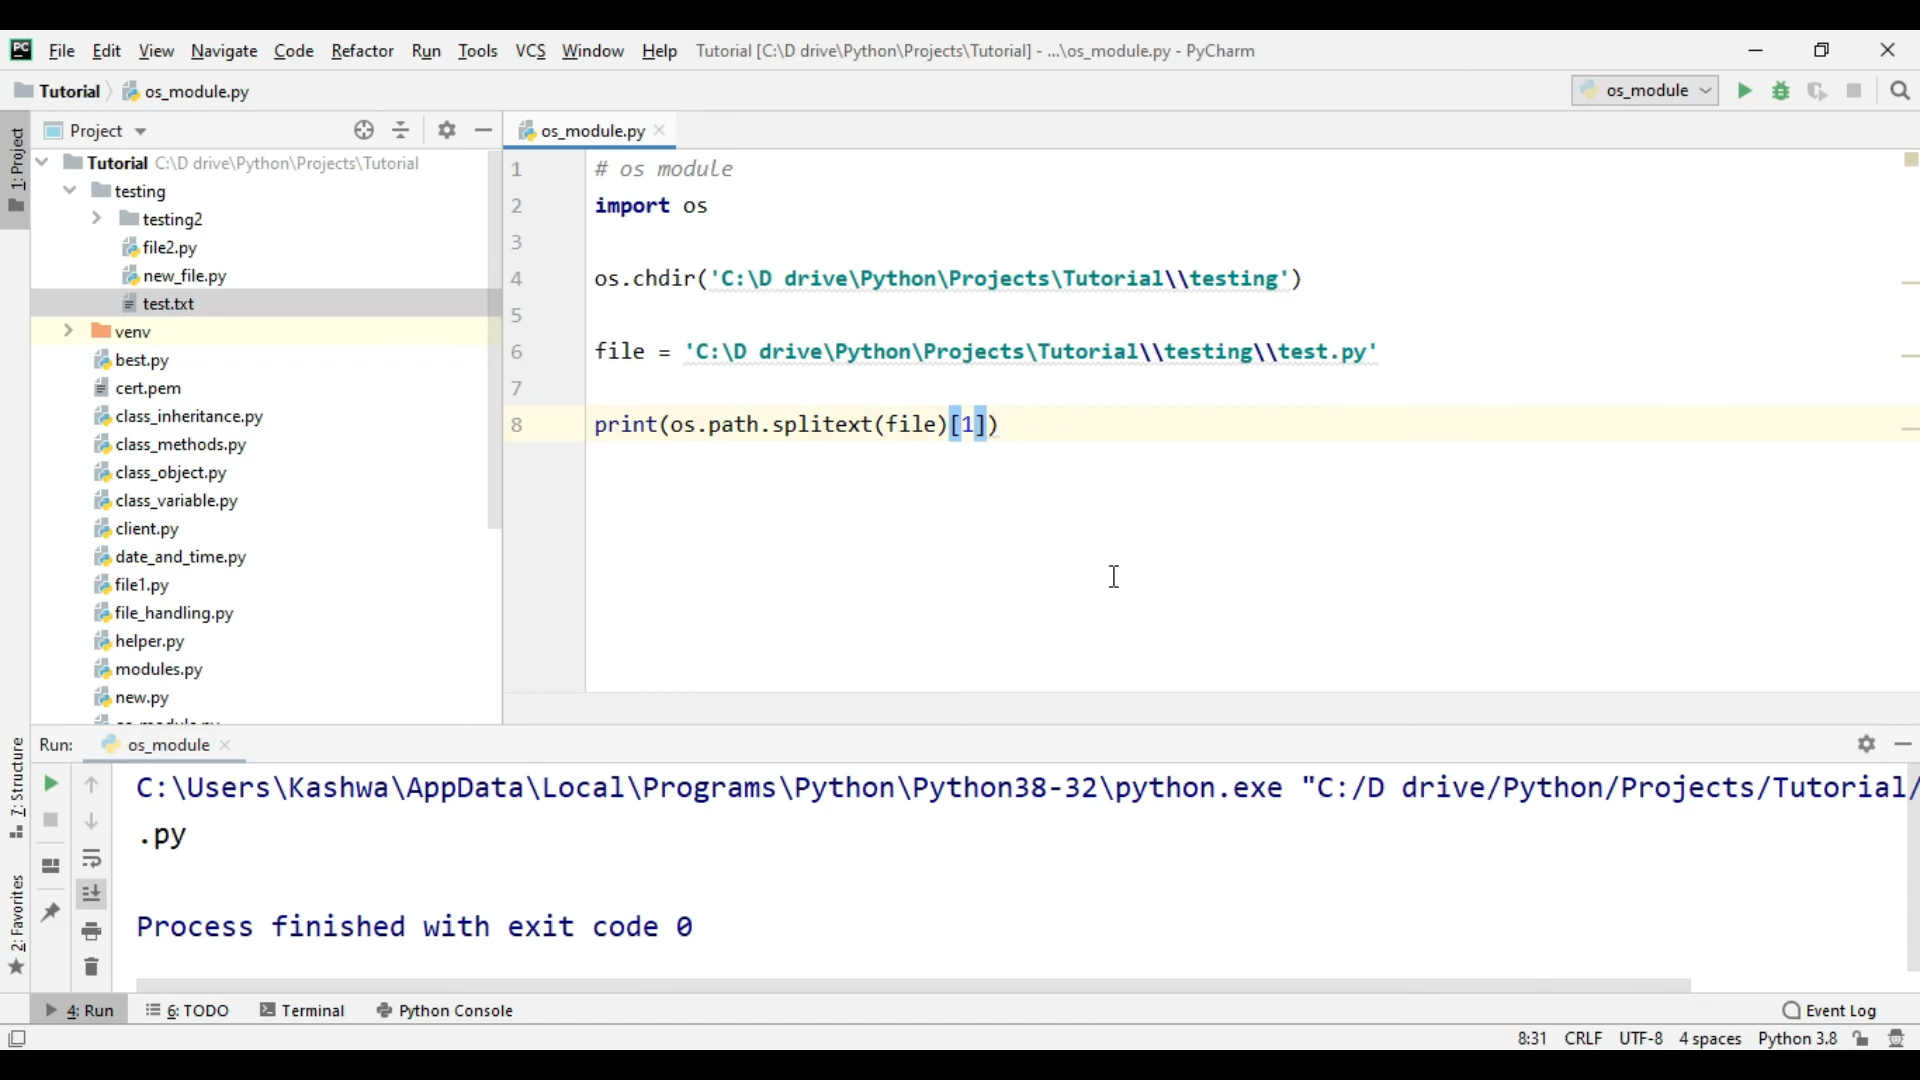 PC File Edit View Navigate Code Refactor Run Tools VCS Window Help Tutorial [C:\D drive\Python\Projects\Tutorial] - ...\os_module.py - PyCharm
Tutorial os_module.py os_module
1: Project
Project
os_module.py
Tutorial C:\D drive\Python\Projects\Tutorial
testing
testing2
file2.py
new_file.py
test.txt
venv
best.py
cert.pem
class_inheritance.py
class_methods.py
class_object.py
class_variable.py
client.py
date_and_time.py
file1.py
file_handling.py
helper.py
modules.py
new.py
1 # os module
2 import os
3
4 os.chdir('C:\D drive\Python\Projects\Tutorial\\testing')
5
6 file = 'C:\D drive\Python\Projects\Tutorial\\testing\\test.py'
7
8 print(os.path.splitext(file)[1])
7: Structure
2: Favorites
Run: os_module
C:\Users\Kashwa\AppData\Local\Programs\Python\Python38-32\python.exe "C:/D drive/Python/Projects/Tutorial/
.py
Process finished with exit code 0
4: Run 6: TODO Terminal Python Console Event Log
8:31 CRLF UTF-8 4 spaces Python 3.8